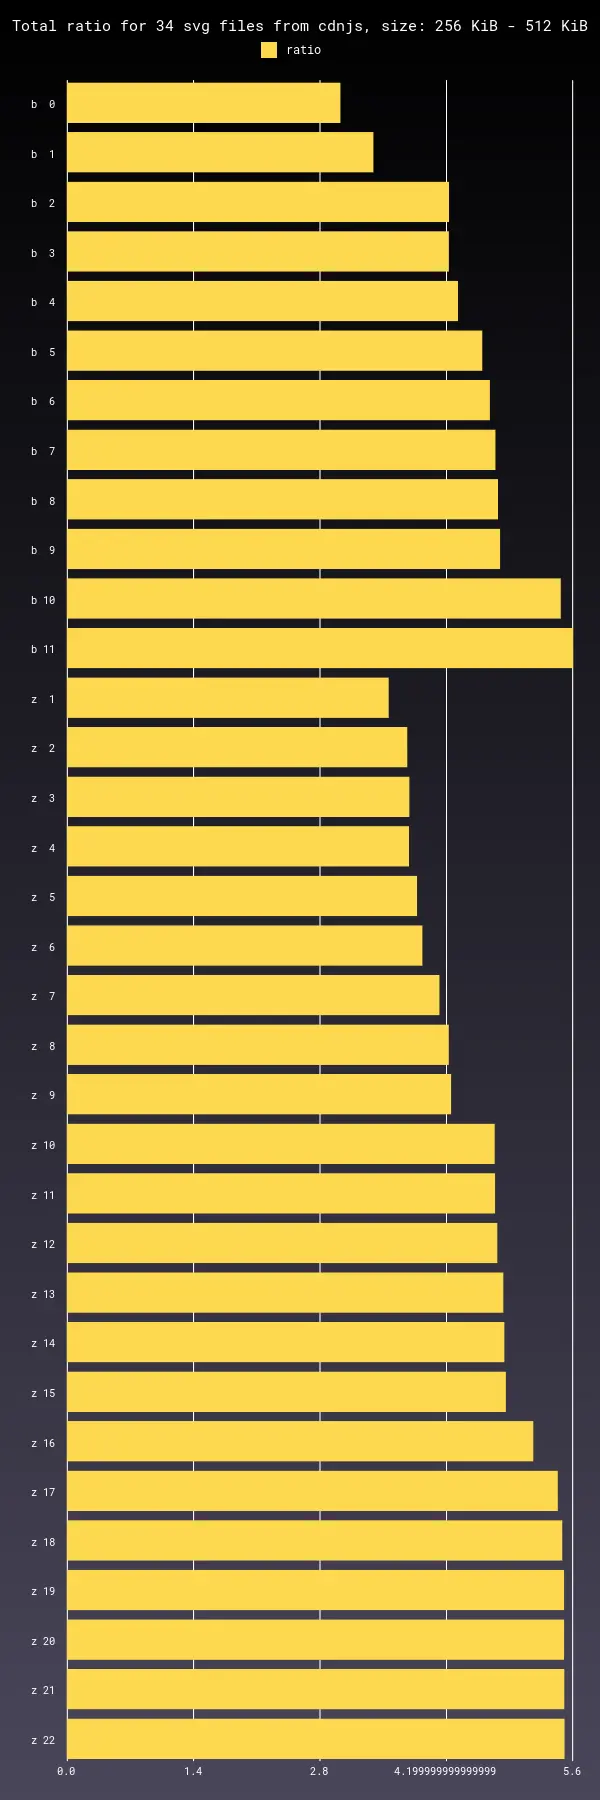 Total ratio for 34 svg files from cdnjs, size: 256 KiB - 512 KiB
ratio
b 0
b 1
b 2
b 3
b 4
b 5
b 6
b 7
b 8
b 9
b 10
b 11
z 1
z 2
z 3
z 4
z 5
z 6
z 7
z 8
z 9
z 10
z 11
z 12
z 13
z 14
z 15
z 16
z 17
z 18
z 19
z 20
z 21
z 22
0.0 1.4 2.8 4.199999999999999 5.6